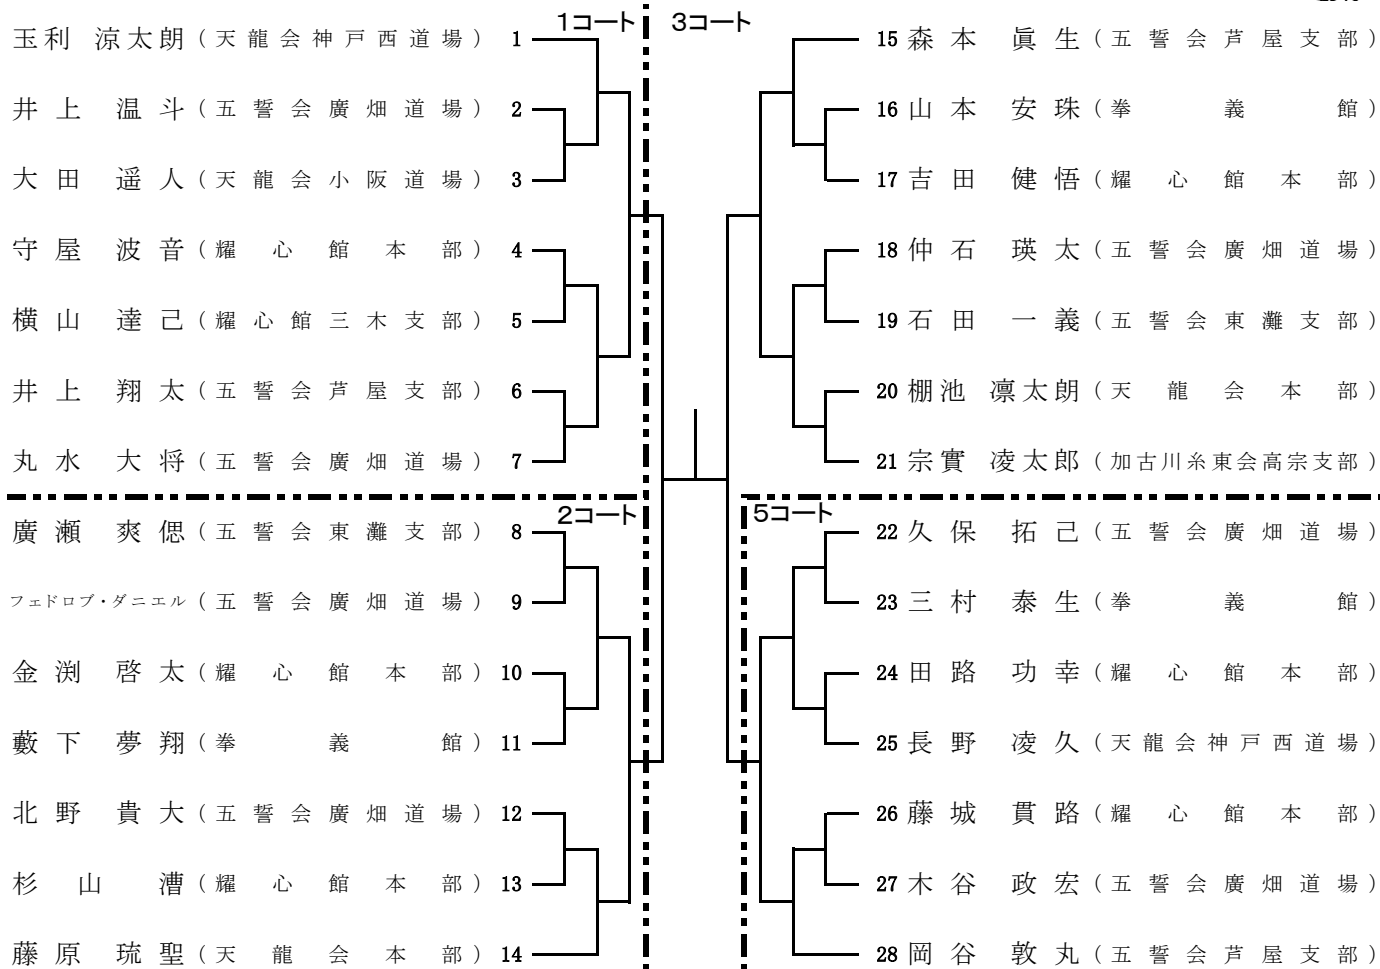 1コート
玉利 涼太朗 (天龍会神戸西道場) 1
井上 温斗 (五誓会廣畑道場) 2
大田 遥人 (天龍会小阪道場) 3
守屋 波音 (耀心館本部) 4
横山 達己 (耀心館三木支部) 5
井上 翔太 (五誓会芦屋支部) 6
丸水 大将 (五誓会廣畑道場) 7
2コート
廣瀬 爽偲 (五誓会東灘支部) 8
フェドロブ・ダニエル (五誓会廣畑道場) 9
金渕 啓太 (耀心館本部) 10
藪下 夢翔 (拳義館) 11
北野 貴大 (五誓会廣畑道場) 12
杉山 漕 (耀心館本部) 13
藤原 琉聖 (天龍会本部) 14
3コート
15 森本 眞生 (五誓会芦屋支部)
16 山本 安珠 (拳義館)
17 吉田 健悟 (耀心館本部)
18 仲石 瑛太 (五誓会廣畑道場)
19 石田 一義 (五誓会東灘支部)
20 棚池 凛太朗 (天龍会本部)
21 宗實 凌太郎 (加古川糸東会高宗支部)
5コート
22 久保 拓己 (五誓会廣畑道場)
23 三村 泰生 (拳義館)
24 田路 功幸 (耀心館本部)
25 長野 凌久 (天龍会神戸西道場)
26 藤城 貫路 (耀心館本部)
27 木谷 政宏 (五誓会廣畑道場)
28 岡谷 敦丸 (五誓会芦屋支部)